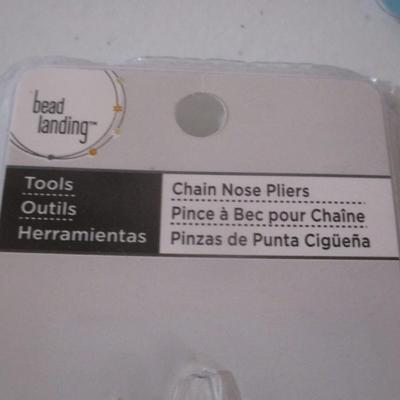 bead
landing™
Tools
Outils
Herramientas
Chain Nose Pliers
Pince à Bec pour Chaîne
Pinzas de Punta Cigüeña